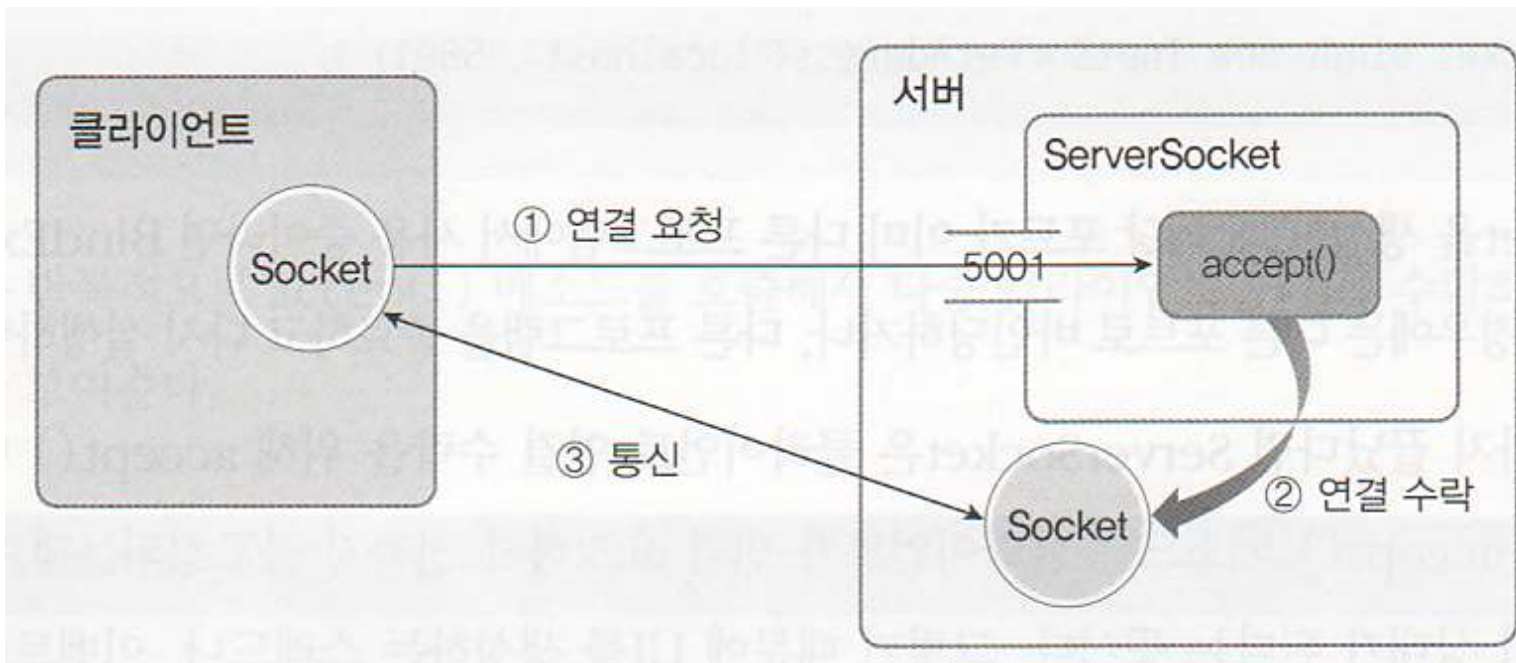 클라이언트
Socket
① 연결 요청
서버
ServerSocket
5001
accept()
③ 통신
Socket
② 연결 수락